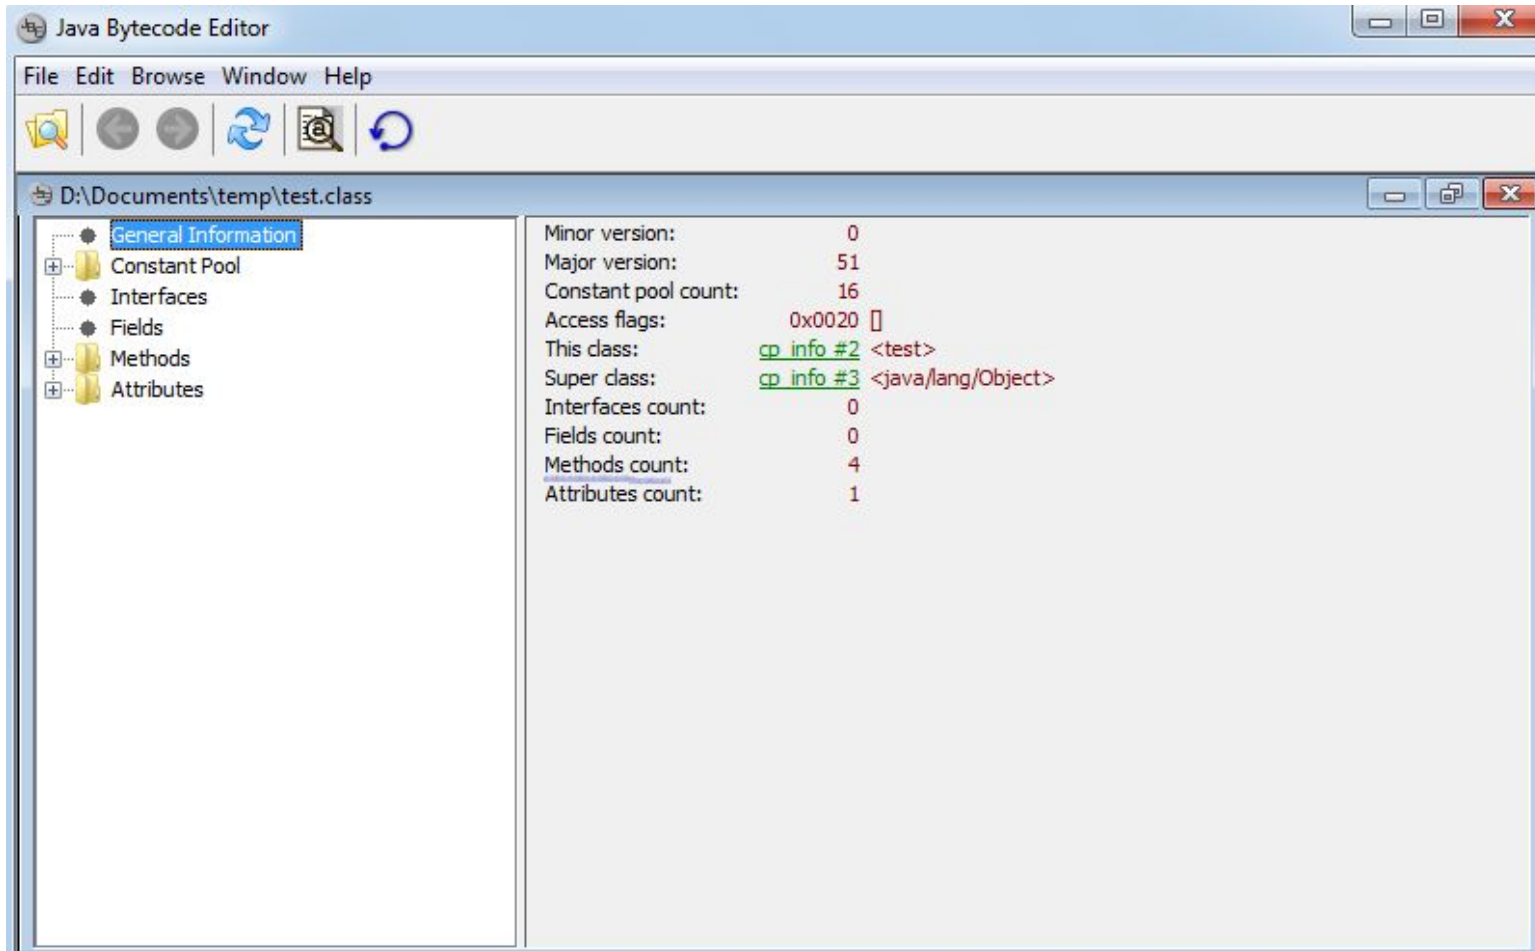 Java Bytecode Editor
File Edit Browse Window Help
D:\Documents\temp\test.class
General Information
Constant Pool
Interfaces
Fields
Methods
Attributes
Minor version: 0
Major version: 51
Constant pool count: 16
Access flags: 0x0020 []
This class: cp_info #2 <test>
Super class: cp_info #3 <java/lang/Object>
Interfaces count: 0
Fields count: 0
Methods count: 4
Attributes count: 1